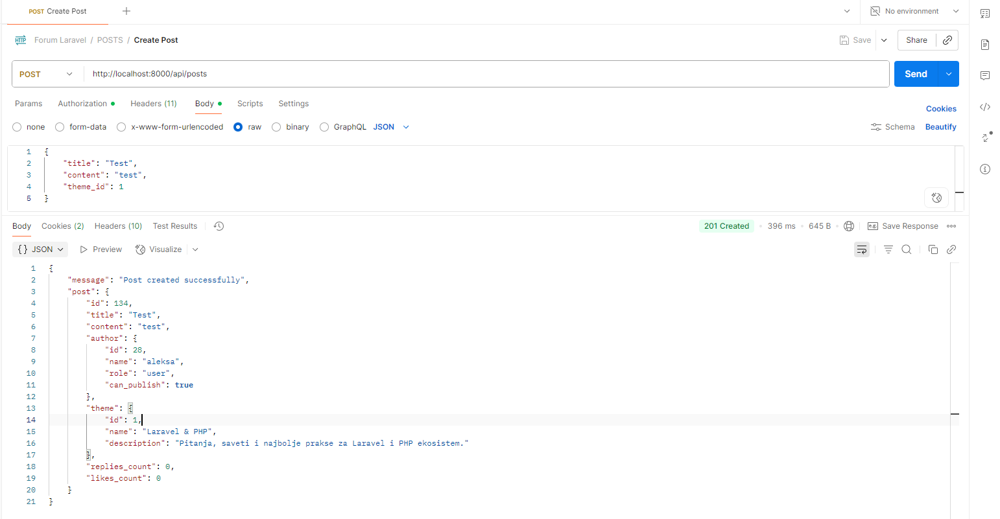 POST Create Post
No environment
HTTP Forum Laravel / POSTS / Create Post
Save
Share
POST http://localhost:8000/api/posts
Send
Params Authorization Headers (11) Body Scripts Settings
Cookies
none form-data x-www-form-urlencoded raw binary GraphQL JSON
Schema Beautify
1 {
2 "title": "Test",
3 "content": "test",
4 "theme_id": 1
5 }
Body Cookies (2) Headers (10) Test Results
201 Created • 396 ms • 645 B
e.g. Save Response
{} JSON Preview Visualize
1 {
2 "message": "Post created successfully",
3 "post": {
4 "id": 134,
5 "title": "Test",
6 "content": "test",
7 "author": {
8 "id": 28,
9 "name": "aleksa",
10 "role": "user",
11 "can_publish": true
12 },
13 "theme": {
14 "id": 1,
15 "name": "Laravel & PHP",
16 "description": "Pitanja, saveti i najbolje prakse za Laravel i PHP ekosistem."
17 },
18 "replies_count": 0,
19 "likes_count": 0
20 }
21 }